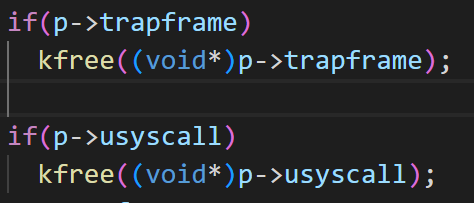 if(p->trapframe)
kfree((void*)p->trapframe);
if(p->usyscall)
kfree((void*)p->usyscall);